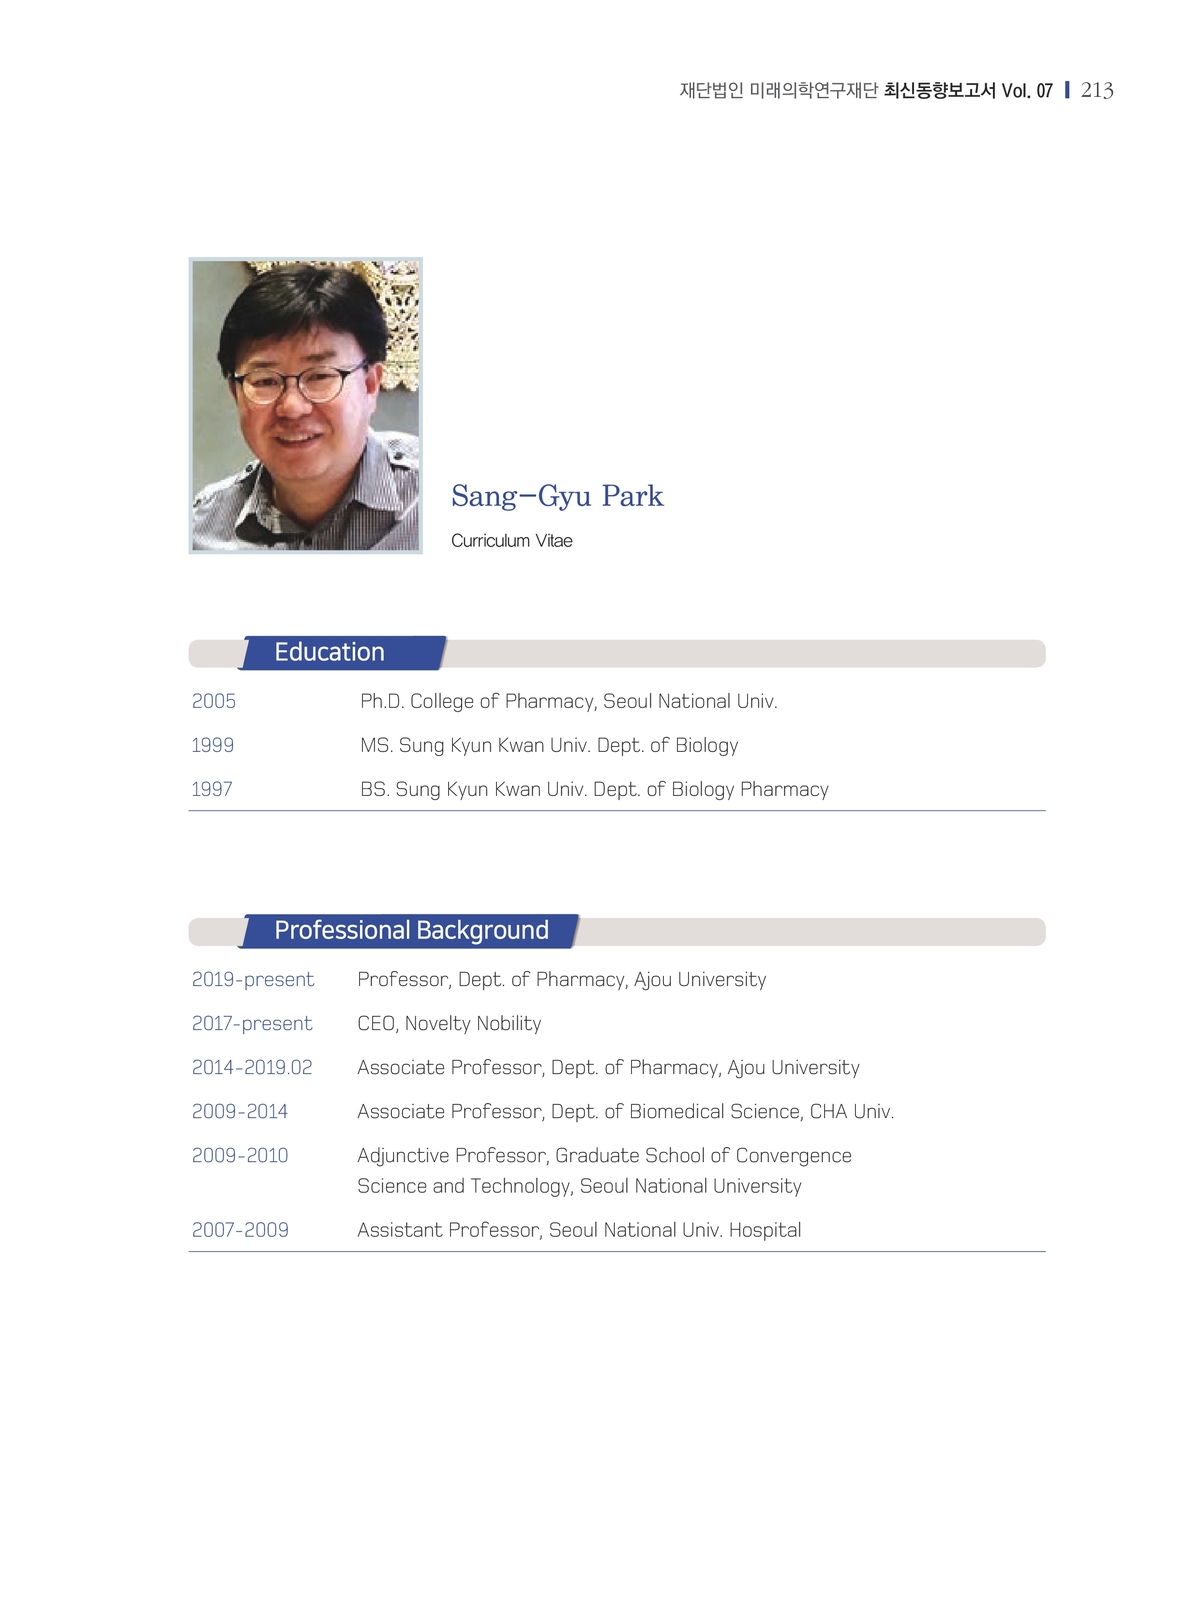 재단법인 미래의학연구재단 최신동향보고서 Vol. 07 213
Sang-Gyu Park
Curriculum Vitae
Education
2005 Ph.D. College of Pharmacy, Seoul National Univ.
1999 MS. Sung Kyun Kwan Univ. Dept. of Biology
1997 BS. Sung Kyun Kwan Univ. Dept. of Biology Pharmacy
Professional Background
2019-present Professor, Dept. of Pharmacy, Ajou University
2017-present CEO, Novelty Nobility
2014-2019.02 Associate Professor, Dept. of Pharmacy, Ajou University
2009-2014 Associate Professor, Dept. of Biomedical Science, CHA Univ.
2009-2010 Adjunctive Professor, Graduate School of Convergence
Science and Technology, Seoul National University
2007-2009 Assistant Professor, Seoul National Univ. Hospital